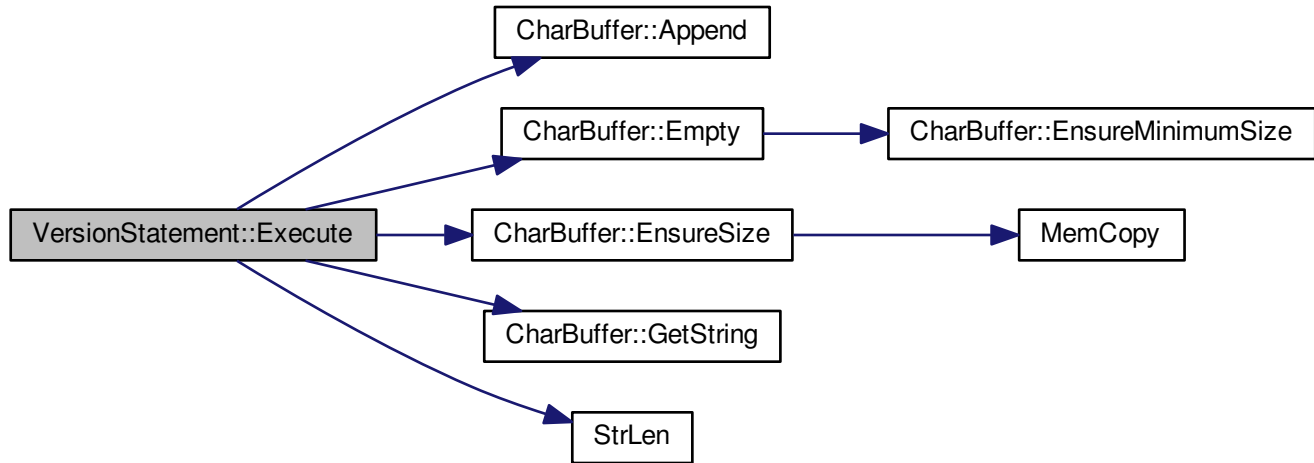 CharBuffer::Append
CharBuffer::Empty
CharBuffer::EnsureMinimumSize
VersionStatement::Execute
CharBuffer::EnsureSize
MemCopy
CharBuffer::GetString
StrLen